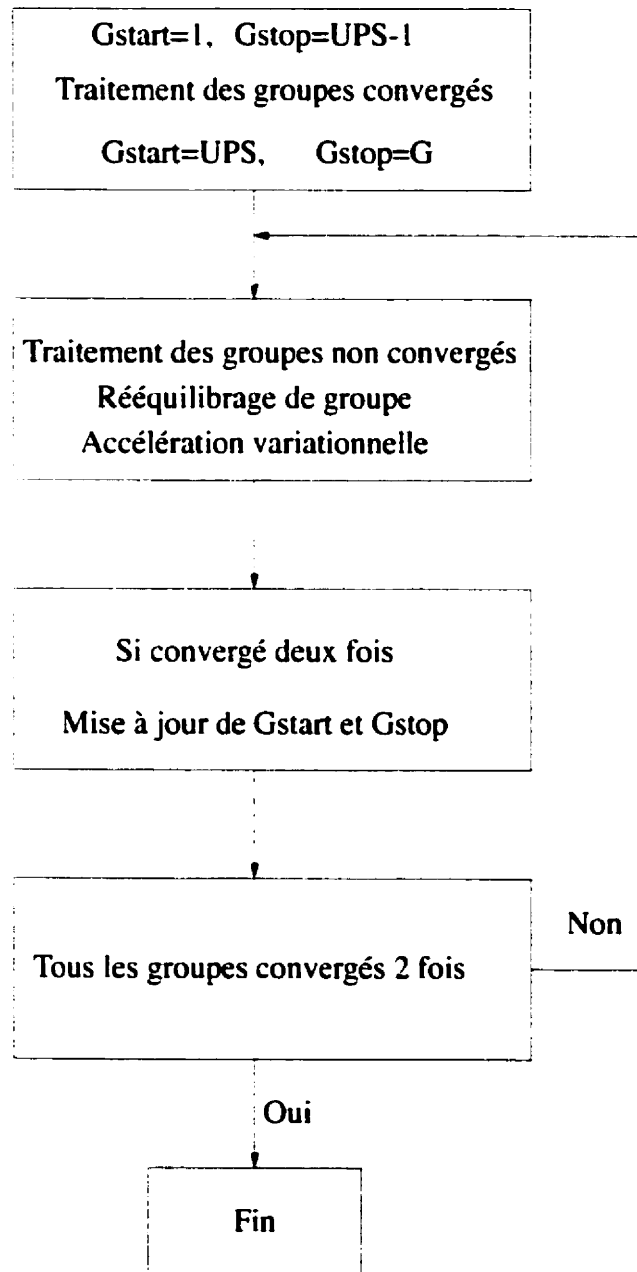 Gstart=1, Gstop=UPS-1
Traitement des groupes convergés
Gstart=UPS, Gstop=G
Traitement des groupes non convergés
Rééquilibrage de groupe
Accélération variationnelle
Si convergé deux fois
Mise à jour de Gstart et Gstop
Tous les groupes convergés 2 fois
Non
Oui
Fin